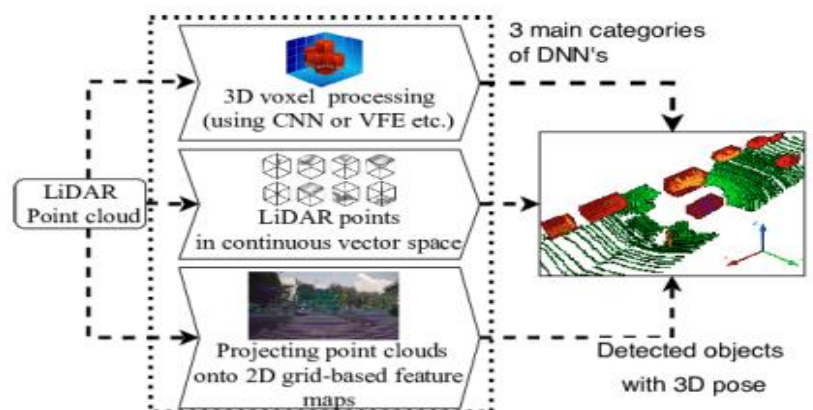 3 main categories
of DNN's
3D voxel processing
(using CNN or VFE etc.)
LiDAR
Point cloud
LiDAR points
in continuous vector space
Projecting point clouds
onto 2D grid-based feature
maps
Detected objects
with 3D pose